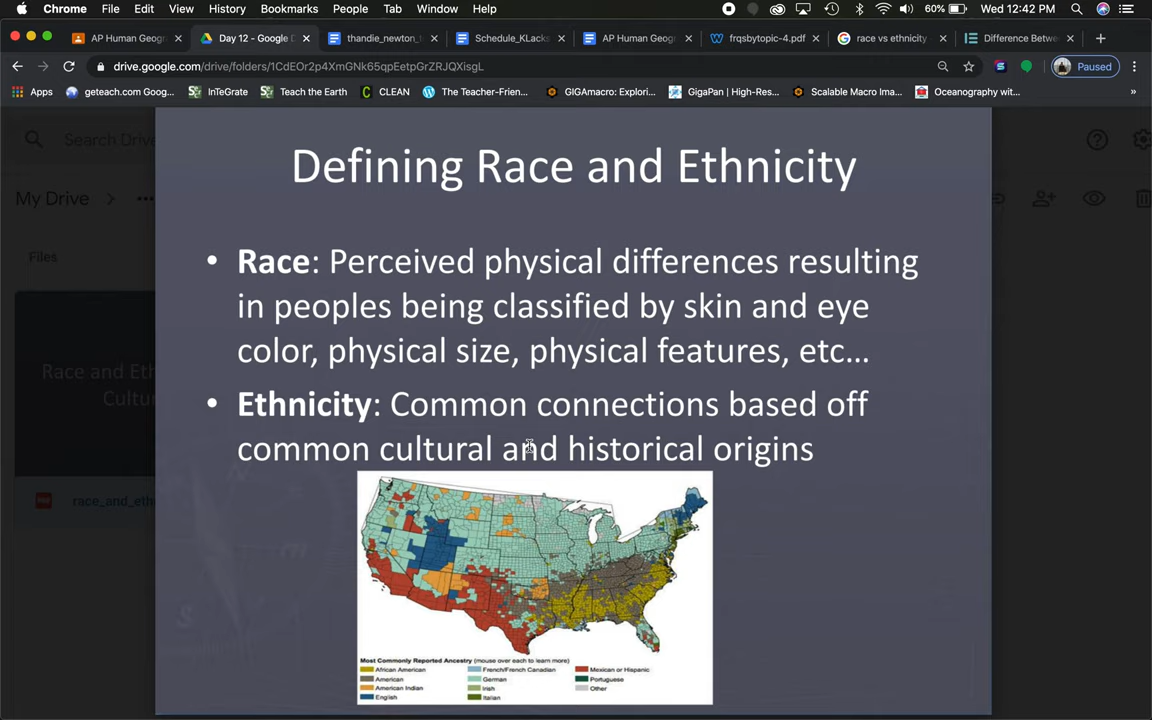 Chrome File Edit View History Bookmarks People Tab Window Help 60% Wed 12:42 PM
AP Human Geogr Day 12 - Google D thandie_newton_t Schedule_KLacks AP Human Geog frqsbytopic-4.pdf race vs ethnicity - Difference Betwe
drive.google.com/drive/folders/1CdEOr2p4XmGNk65qpEetpGrZRJQXisgL Paused
Apps geteach.com Goog... InTeGrate Teach the Earth CLEAN The Teacher-Frien... GIGAmacro: Explori... GigaPan | High-Res... Scalable Macro Ima... Oceanography wit... »
Search Drive
Defining Race and Ethnicity
My Drive
Files
• Race: Perceived physical differences resulting
in peoples being classified by skin and eye
color, physical size, physical features, etc...
• Ethnicity: Common connections based off
common cultural and historical origins
Race and Eth
Cultur
race_and_ethn
Most Commonly Reported Ancestry (mouse over each to learn more)
African American French/French Canadian Mexican or Hispanic
American German Portuguese
American Indian Irish Other
English Italian